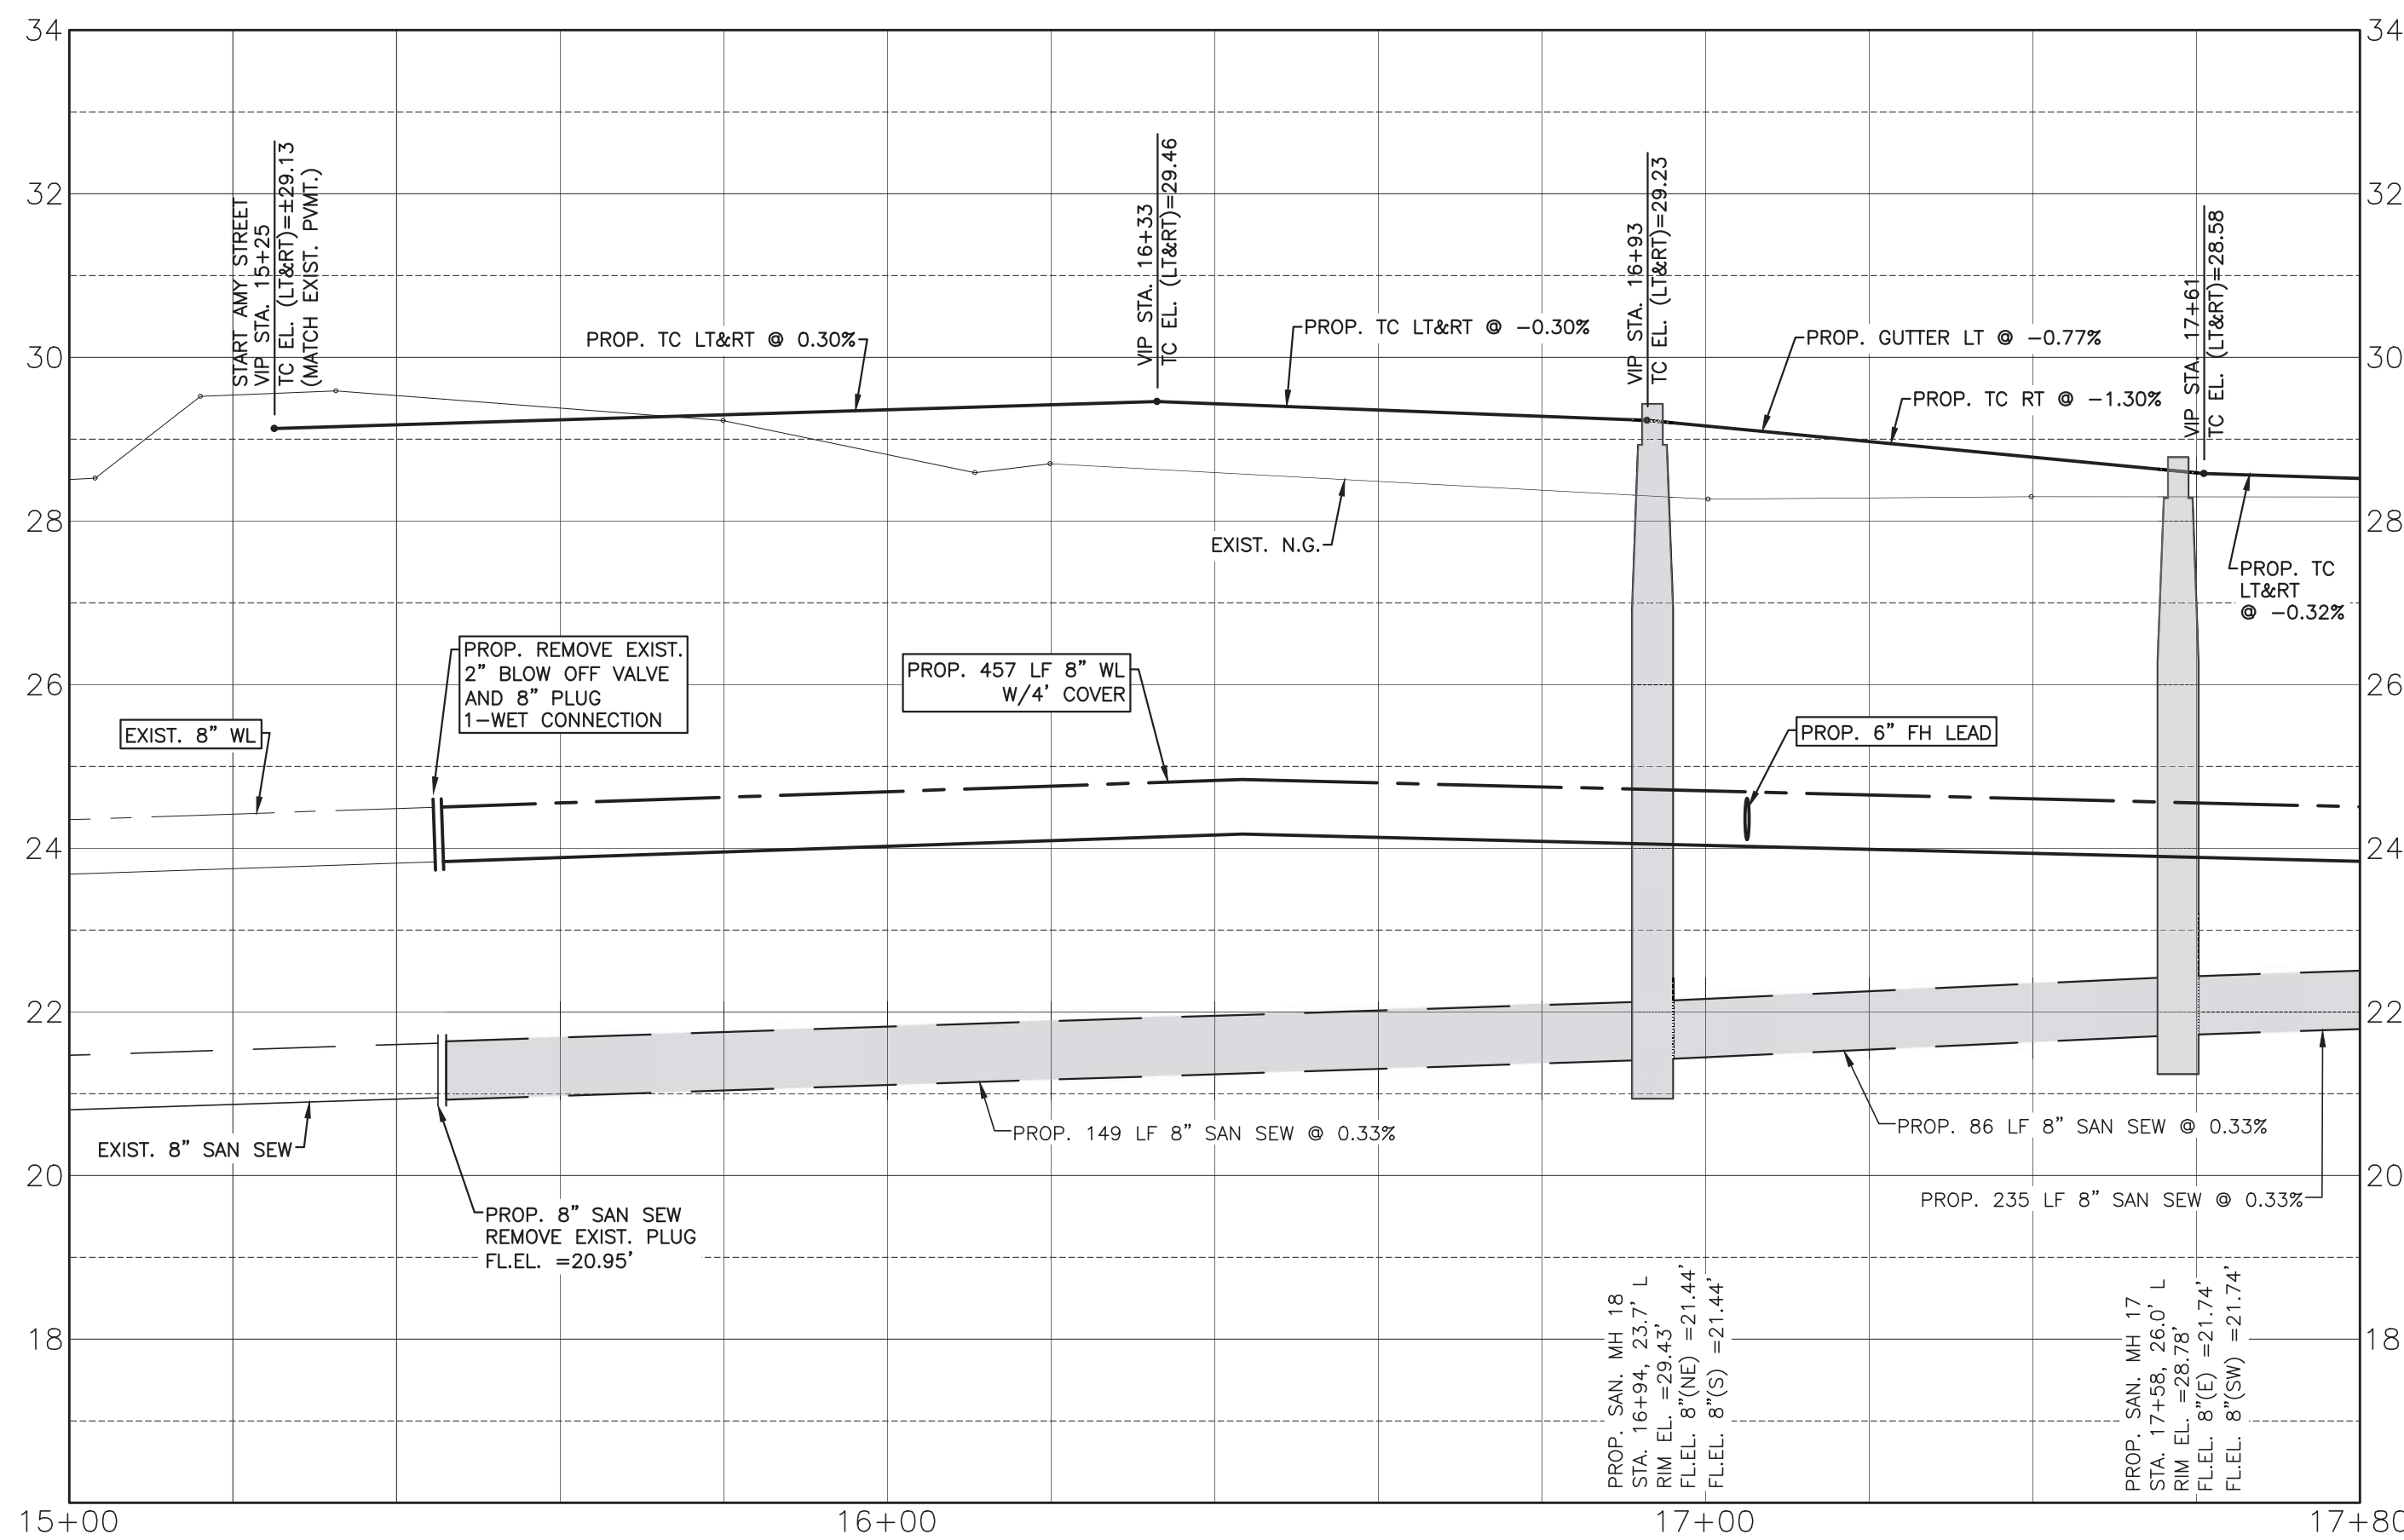 34
34
32
32
30
30
28
28
26
26
24
24
22
22
20
20
18
18
START AMY STREET
VIP STA. 15+25
TC EL. (LT&RT)=±29.13
(MATCH EXIST. PVMT.)
PROP. TC LT&RT @ 0.30%
VIP STA. 16+33
TC EL. (LT&RT)=29.46
PROP. TC LT&RT @ -0.30%
VIP STA. 16+93
TC EL. (LT&RT)=29.23
PROP. GUTTER LT @ -0.77%
PROP. TC RT @ -1.30%
VIP STA. 17+61
TC EL. (LT&RT)=28.58
EXIST. N.G.
PROP. TC
LT&RT
@ -0.32%
EXIST. 8" WL
PROP. REMOVE EXIST.
2" BLOW OFF VALVE
AND 8" PLUG
1-WET CONNECTION
PROP. 457 LF 8" WL
W/4' COVER
PROP. 6" FH LEAD
EXIST. 8" SAN SEW
PROP. 8" SAN SEW
REMOVE EXIST. PLUG
FL.EL. =20.95'
PROP. 149 LF 8" SAN SEW @ 0.33%
PROP. 86 LF 8" SAN SEW @ 0.33%
PROP. 235 LF 8" SAN SEW @ 0.33%
PROP. SAN. MH 18
STA. 16+94, 23.7' L
RIM EL. =29.43'
FL.EL. 8"(NE) =21.44'
FL.EL. 8"(S) =21.44'
PROP. SAN. MH 17
STA. 17+58, 26.0' L
RIM EL. =28.78'
FL.EL. 8"(E) =21.74'
FL.EL. 8"(SW) =21.74'
15+00
16+00
17+00
17+80